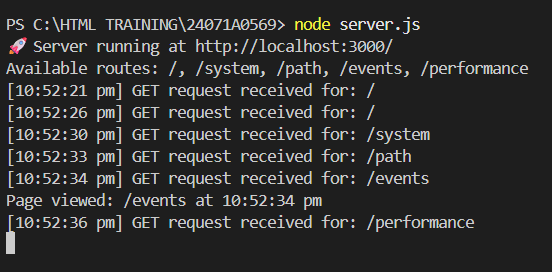 PS C:\HTML TRAINING\24071A0569> node server.js
🚀 Server running at http://localhost:3000/
Available routes: /, /system, /path, /events, /performance
[10:52:21 pm] GET request received for: /
[10:52:26 pm] GET request received for: /
[10:52:30 pm] GET request received for: /system
[10:52:33 pm] GET request received for: /path
[10:52:34 pm] GET request received for: /events
Page viewed: /events at 10:52:34 pm
[10:52:36 pm] GET request received for: /performance